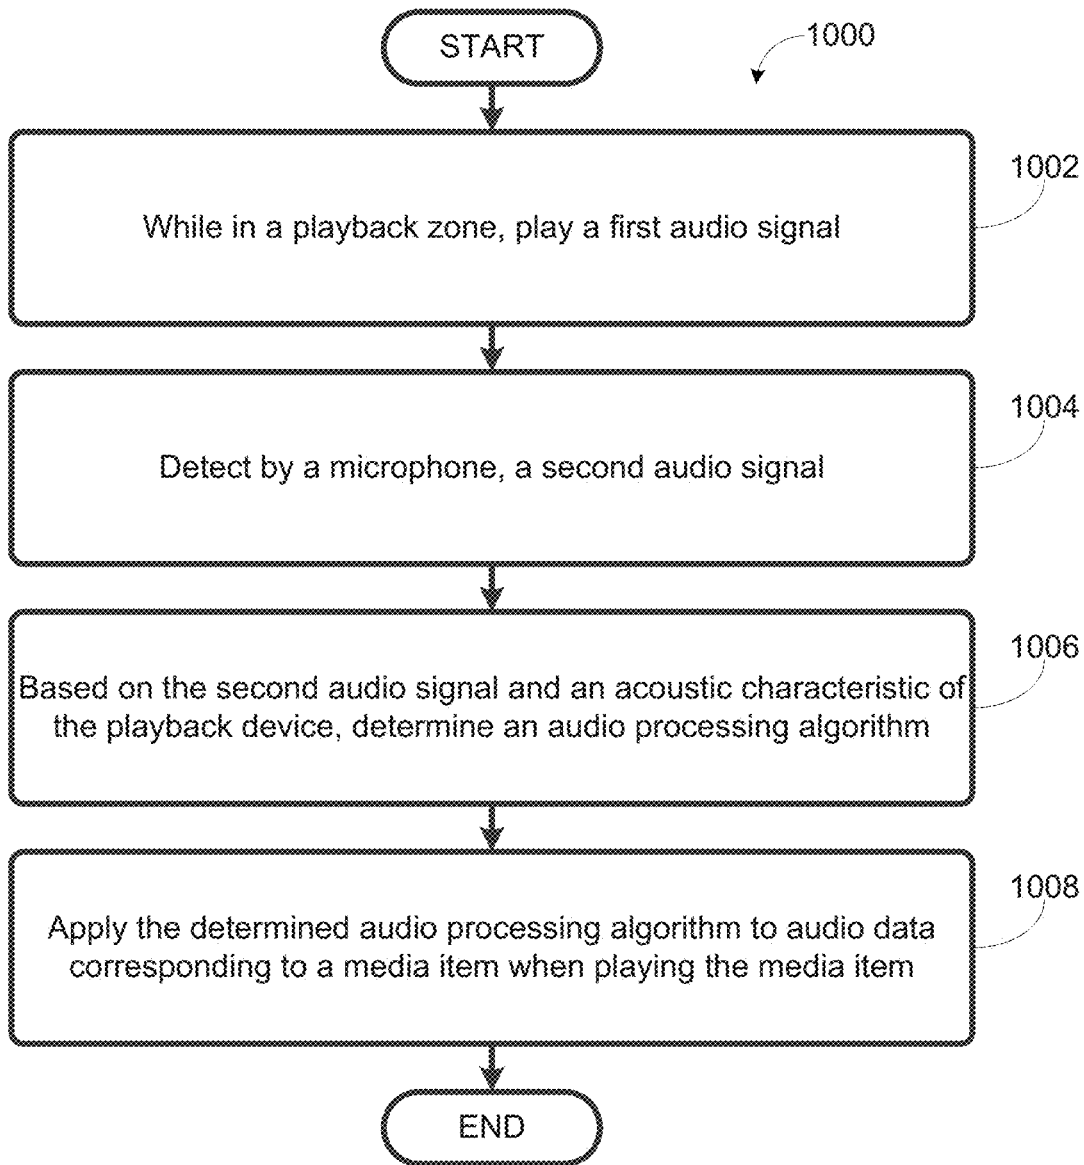 START
1000
1002
While in a playback zone, play a first audio signal
1004
Detect by a microphone, a second audio signal
1006
Based on the second audio signal and an acoustic characteristic of
the playback device, determine an audio processing algorithm
1008
Apply the determined audio processing algorithm to audio data
corresponding to a media item when playing the media item
END